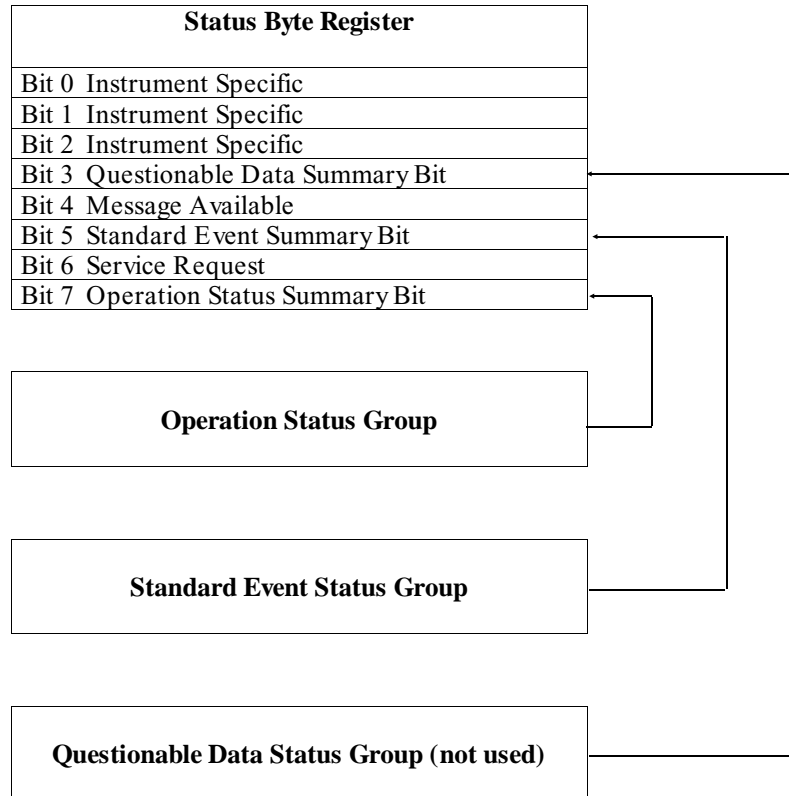 Status Byte Register
Bit 0 Instrument Specific
Bit 1 Instrument Specific
Bit 2 Instrument Specific
Bit 3 Questionable Data Summary Bit
Bit 4 Message Available
Bit 5 Standard Event Summary Bit
Bit 6 Service Request
Bit 7 Operation Status Summary Bit
Operation Status Group
Standard Event Status Group
Questionable Data Status Group (not used)